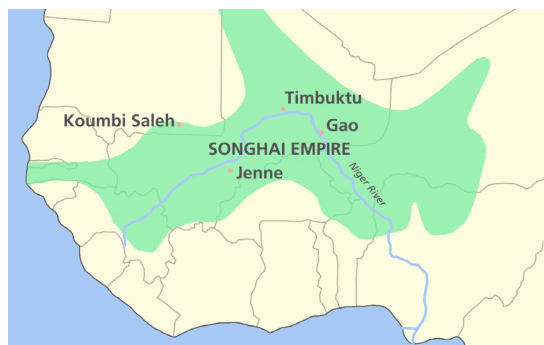 Timbuktu
Koumbi Saleh
Gao
SONGHAI EMPIRE
Jenne
Niger River